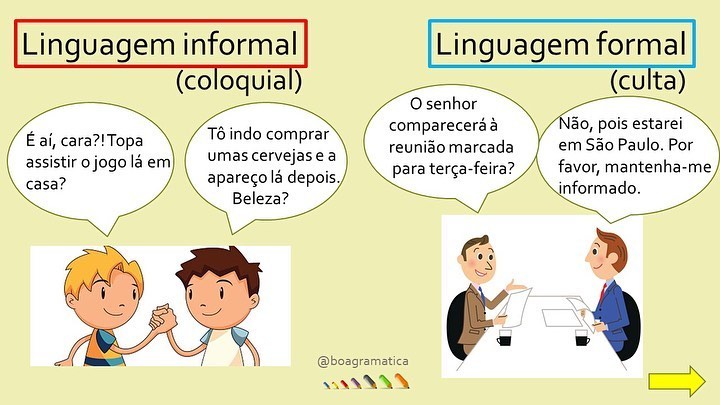 Linguagem informal
(coloquial)
É aí, cara?! Topa
assistir o jogo lá em
casa?
Tô indo comprar
umas cervejas e a
apareço lá depois.
Beleza?
Linguagem formal
(culta)
O senhor
comparecerá à
reunião marcada
para terça-feira?
Não, pois estarei
em São Paulo. Por
favor, mantenha-me
informado.
@boagramatica